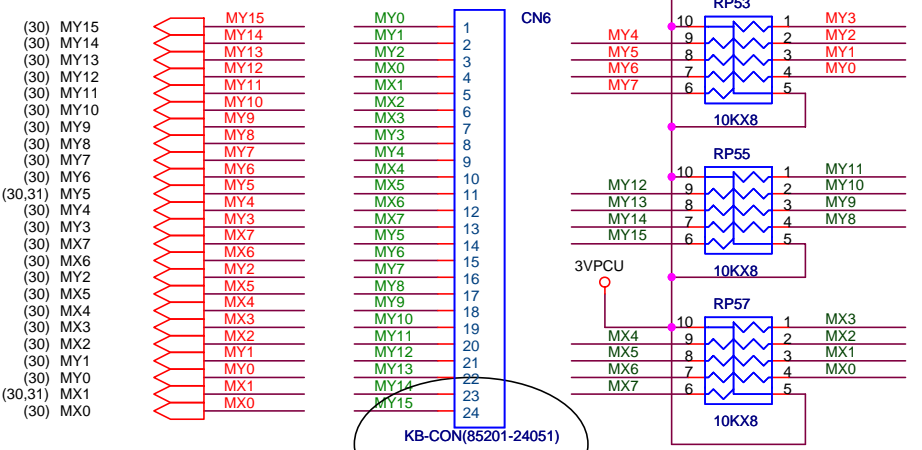 (30) MY15 MY15
(30) MY14 MY14
(30) MY13 MY13
(30) MY12 MY12
(30) MY11 MY11
(30) MY10 MY10
(30) MY9 MY9
(30) MY8 MY8
(30) MY7 MY7
(30) MY6 MY6
(30,31) MY5 MY5
(30) MY4 MY4
(30) MY3 MY3
(30) MX7 MX7
(30) MX6 MX6
(30) MY2 MY2
(30) MX5 MX5
(30) MX4 MX4
(30) MX3 MX3
(30) MX2 MX2
(30) MY1 MY1
(30) MY0 MY0
(30,31) MX1 MX1
(30) MX0 MX0
CN6
MY0 1
MY1 2
MY2 3
MX0 4
MX1 5
MX2 6
MX3 7
MY3 8
MY4 9
MX4 10
MX5 11
MX6 12
MX7 13
MY5 14
MY6 15
MY7 16
MY8 17
MY9 18
MY10 19
MY11 20
MY12 21
MY13 22
MY14 23
MY15 24
KB-CON(85201-24051)
RP53
10 1 MY3
MY4 9 2 MY2
MY5 8 3 MY1
MY6 7 4 MY0
MY7 6 5
10KX8
RP55
10 1 MY11
MY12 9 2 MY10
MY13 8 3 MY9
MY14 7 4 MY8
MY15 6 5
10KX8
3VPCU
RP57
10 1 MX3
MX4 9 2 MX2
MX5 8 3 MX1
MX6 7 4 MX0
MX7 6 5
10KX8